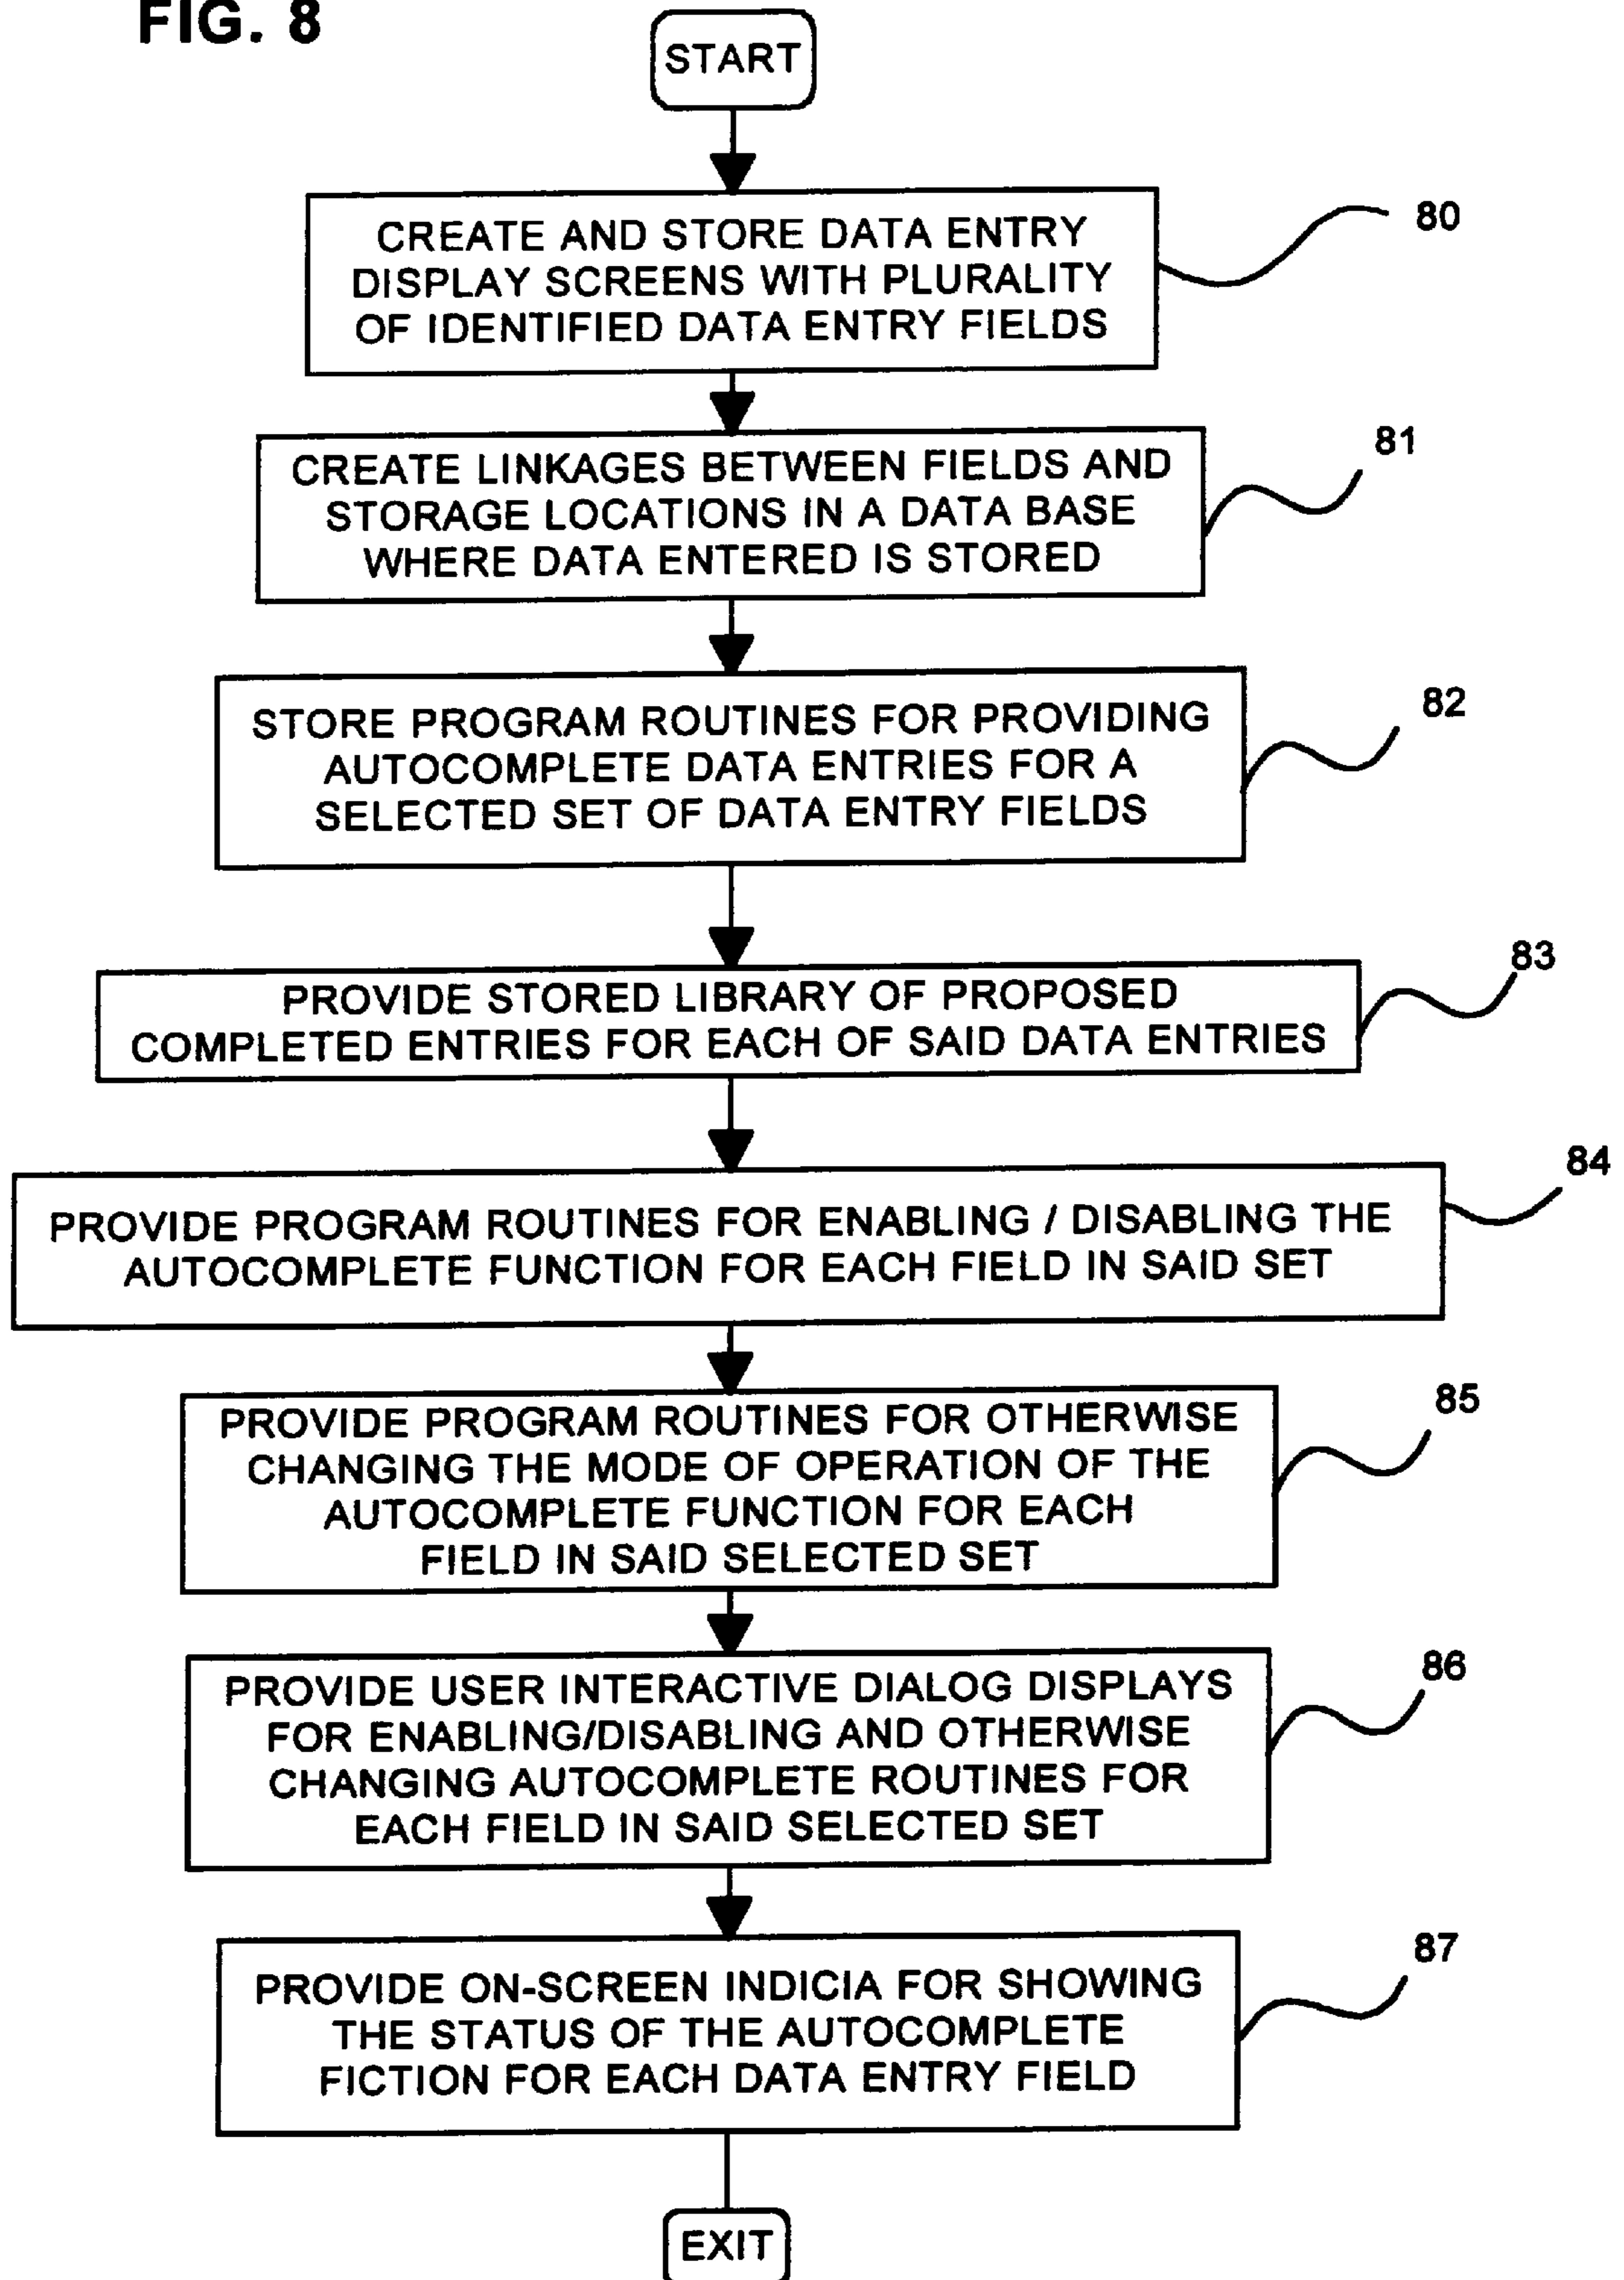 FIG. 8
START
CREATE AND STORE DATA ENTRY
DISPLAY SCREENS WITH PLURALITY
OF IDENTIFIED DATA ENTRY FIELDS
80
CREATE LINKAGES BETWEEN FIELDS AND
STORAGE LOCATIONS IN A DATA BASE
WHERE DATA ENTERED IS STORED
81
STORE PROGRAM ROUTINES FOR PROVIDING
AUTOCOMPLETE DATA ENTRIES FOR A
SELECTED SET OF DATA ENTRY FIELDS
82
PROVIDE STORED LIBRARY OF PROPOSED
COMPLETED ENTRIES FOR EACH OF SAID DATA ENTRIES
83
PROVIDE PROGRAM ROUTINES FOR ENABLING / DISABLING THE
AUTOCOMPLETE FUNCTION FOR EACH FIELD IN SAID SET
84
PROVIDE PROGRAM ROUTINES FOR OTHERWISE
CHANGING THE MODE OF OPERATION OF THE
AUTOCOMPLETE FUNCTION FOR EACH
FIELD IN SAID SELECTED SET
85
PROVIDE USER INTERACTIVE DIALOG DISPLAYS
FOR ENABLING/DISABLING AND OTHERWISE
CHANGING AUTOCOMPLETE ROUTINES FOR
EACH FIELD IN SAID SELECTED SET
86
PROVIDE ON-SCREEN INDICIA FOR SHOWING
THE STATUS OF THE AUTOCOMPLETE
FICTION FOR EACH DATA ENTRY FIELD
87
EXIT